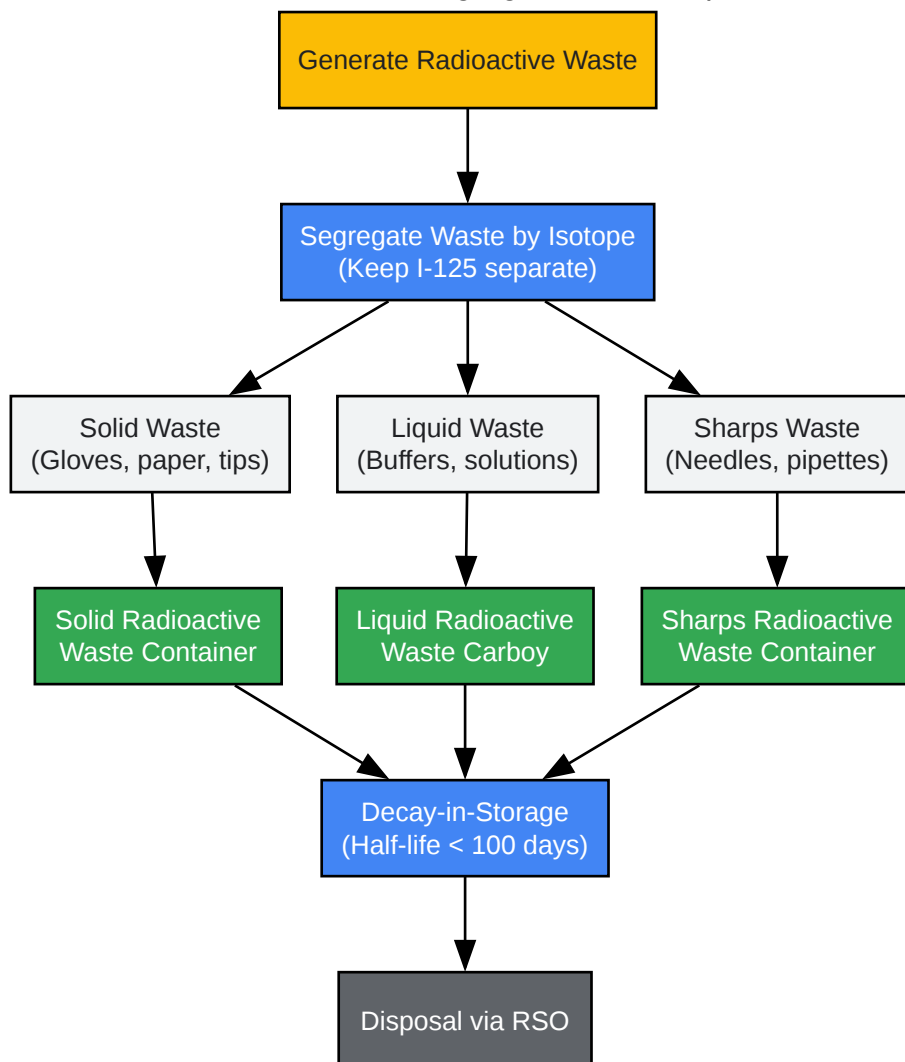 Generate Radioactive Waste
Segregate Waste by Isotope
(Keep I-125 separate)
Solid Waste
(Gloves, paper, tips)
Liquid Waste
(Buffers, solutions)
Sharps Waste
(Needles, pipettes)
Solid Radioactive
Waste Container
Liquid Radioactive
Waste Carboy
Sharps Radioactive
Waste Container
Decay-in-Storage
(Half-life < 100 days)
Disposal via RSO